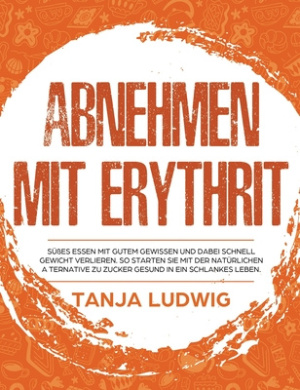 ABNEHMEN
MIT ERYTHRIT
SÜßES ESSEN MIT GUTEM GEWISSEN UND DABEI SCHNELL
GEWICHT VERLIEREN. SO STARTEN SIE MIT DER NATÜRLICHEN
A TERNATIVE ZU ZUCKER GESUND IN EIN SCHLANKES LEBEN.
TANJA LUDWIG